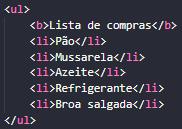 <ul>
<b>Lista de compras</b>
<li>Pão</li>
<li>Mussarela</li>
<li>Azeite</li>
<li>Refrigerante</li>
<li>Broa salgada</li>
</ul>